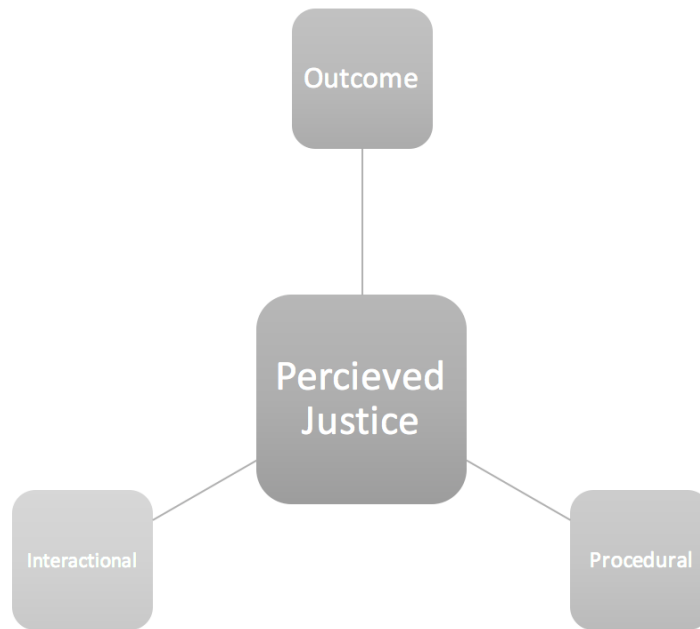 Outcome
Percieved
Justice
Interactional
Procedural